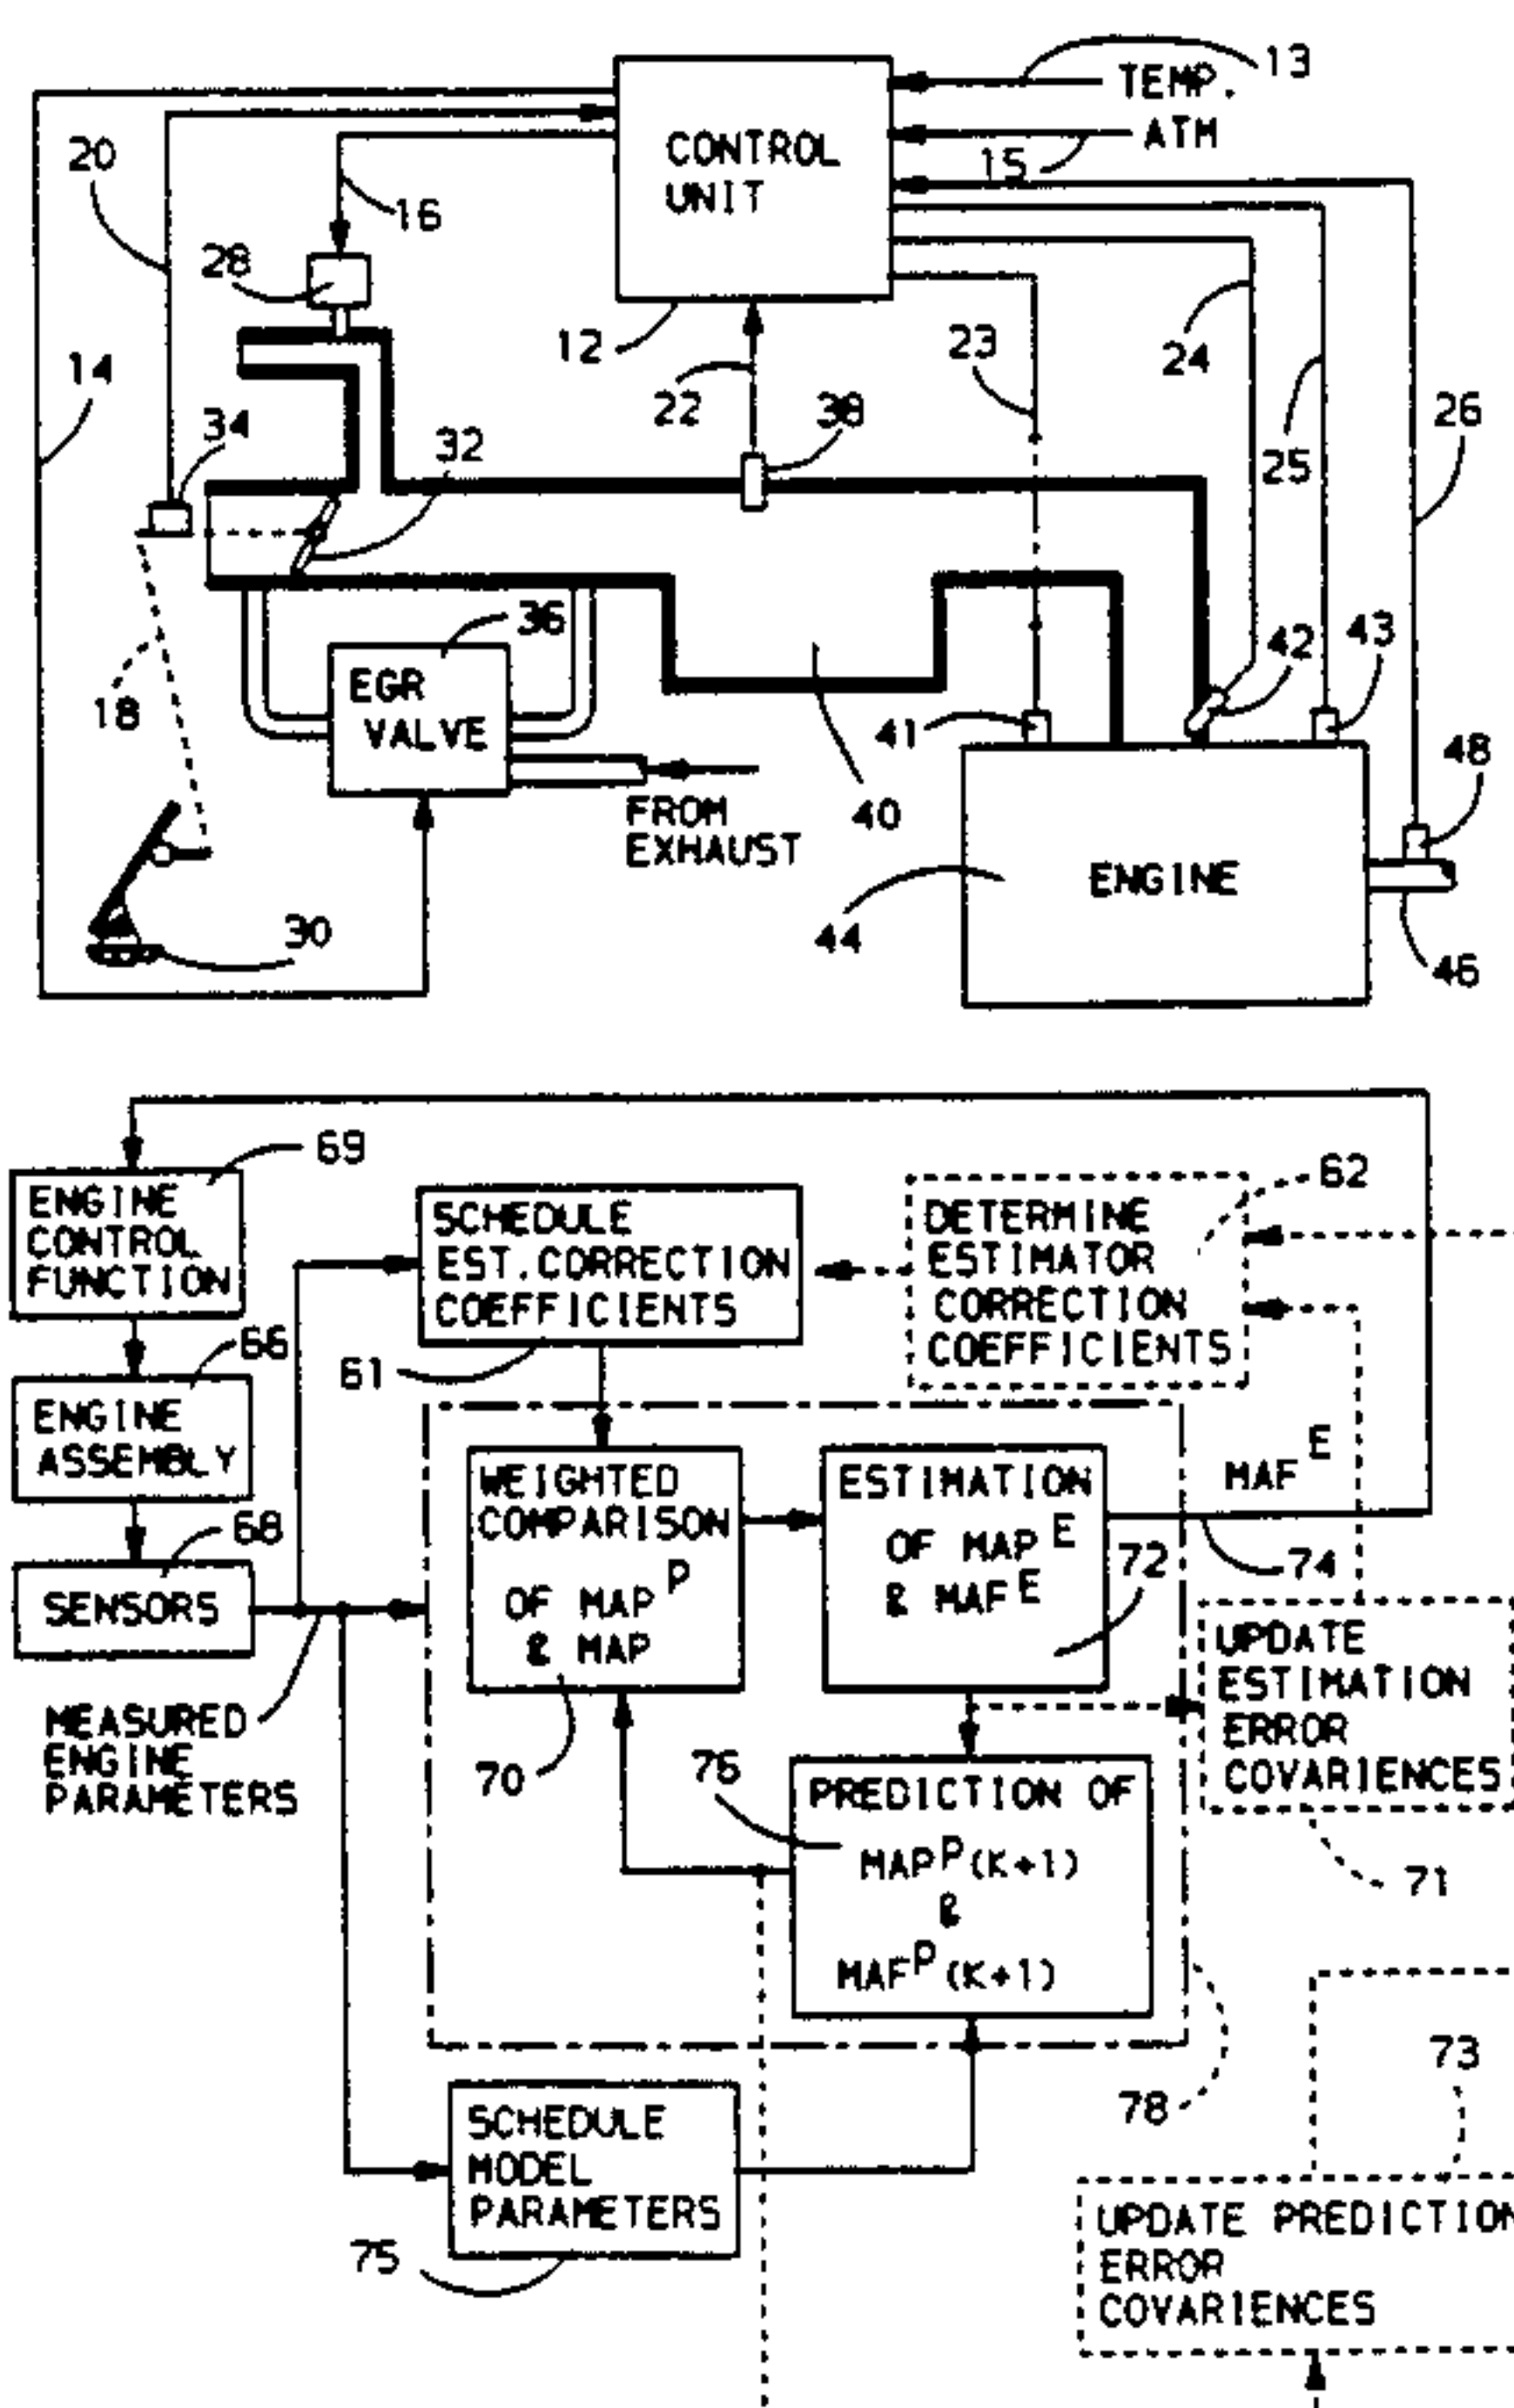 13
TEMP.
ATM
15
CONTROL
UNIT
20
16
28
12
22
23
24
14
34
32
38
25
26
36
42
43
EGR
VALVE
18
41
48
FROM
EXHAUST
40
ENGINE
30
44
46
69
62
ENGINE
CONTROL
FUNCTION
SCHEDULE
EST. CORRECTION
COEFFICIENTS
DETERMINE
ESTIMATOR
CORRECTION
COEFFICIENTS
66
61
ENGINE
ASSEMBLY
MAF E
WEIGHTED
COMPARISON
OF MAP P
& MAP
ESTIMATION
OF MAP E
& MAF E
68
72
74
SENSORS
UPDATE
ESTIMATION
ERROR
COVARIENCES
MEASURED
ENGINE
PARAMETERS
70
76
PREDICTION OF
MAP P (K+1)
&
MAF P (K+1)
71
73
78
SCHEDULE
MODEL
PARAMETERS
75
UPDATE PREDICTION
ERROR
COVARIENCES